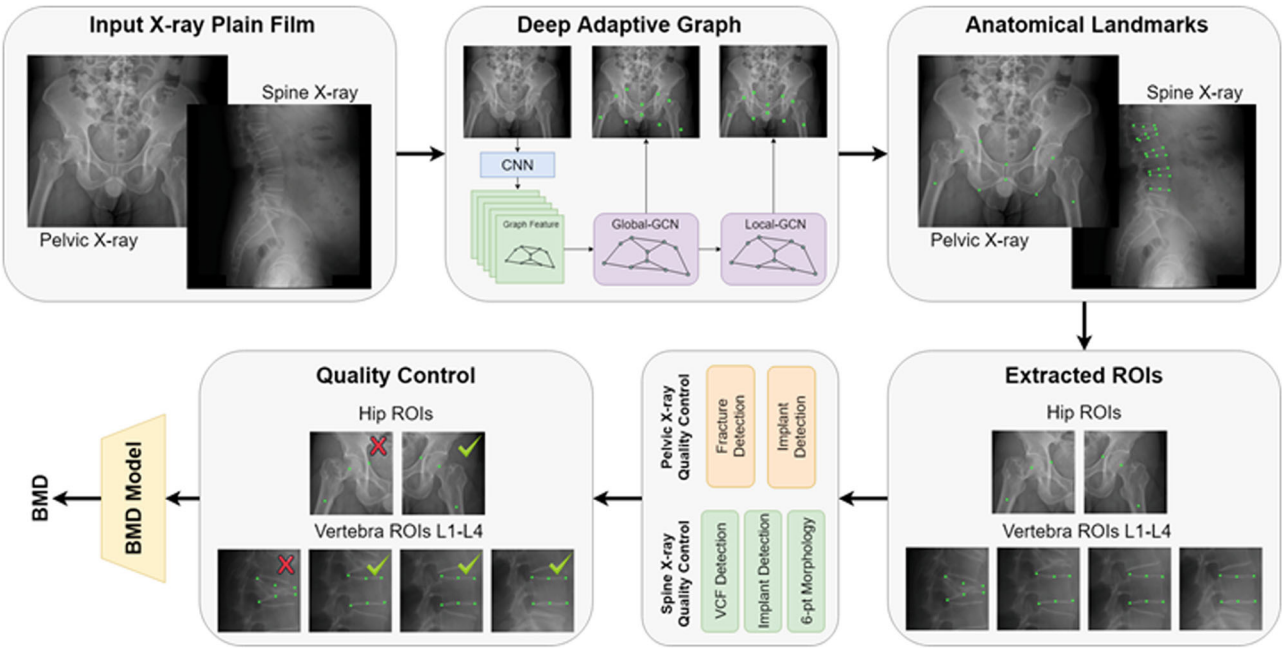 Input X-ray Plain Film
Spine X-ray
Pelvic X-ray
Deep Adaptive Graph
CNN
Graph Feature
Global-GCN
Local-GCN
Anatomical Landmarks
Spine X-ray
Pelvic X-ray
Extracted ROIs
Hip ROIs
Vertebra ROIs L1-L4
Pelvic X-ray
Quality Control
Fracture
Detection
Implant
Detection
Spine X-ray
Quality Control
VCF Detection
Implant Detection
6-pt Morphology
Quality Control
Hip ROIs
Vertebra ROIs L1-L4
BMD Model
BMD